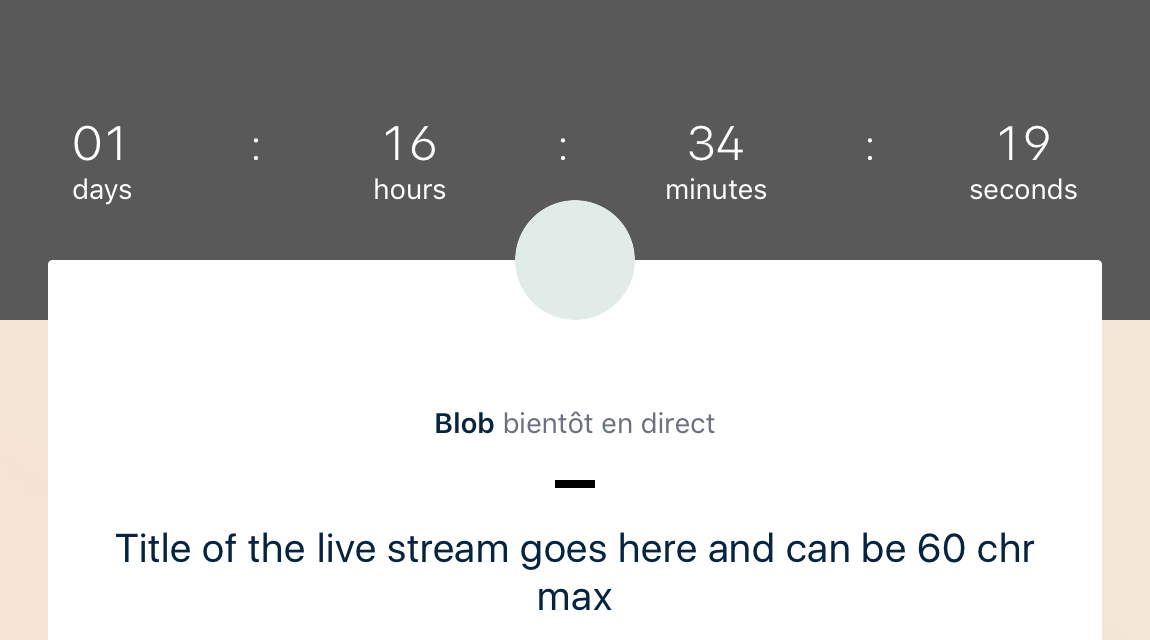 01 : 16 : 34 : 19
days hours minutes seconds
Blob bientôt en direct
Title of the live stream goes here and can be 60 chr
max